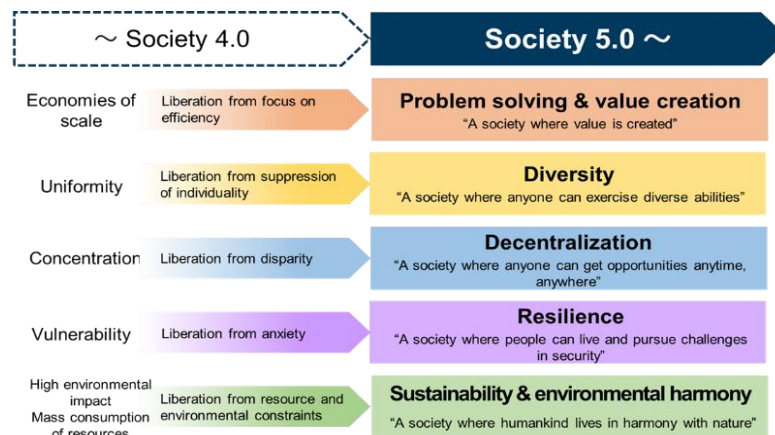 ～ Society 4.0
Society 5.0 ～
Economies of
scale
Liberation from focus on
efficiency
Problem solving & value creation
“A society where value is created”
Uniformity
Liberation from suppression
of individuality
Diversity
“A society where anyone can exercise diverse abilities”
Concentration
Liberation from disparity
Decentralization
“A society where anyone can get opportunities anytime,
anywhere”
Vulnerability
Liberation from anxiety
Resilience
“A society where people can live and pursue challenges
in security”
High environmental
impact
Mass consumption
of resources
Liberation from resource and
environmental constraints
Sustainability & environmental harmony
“A society where humankind lives in harmony with nature”